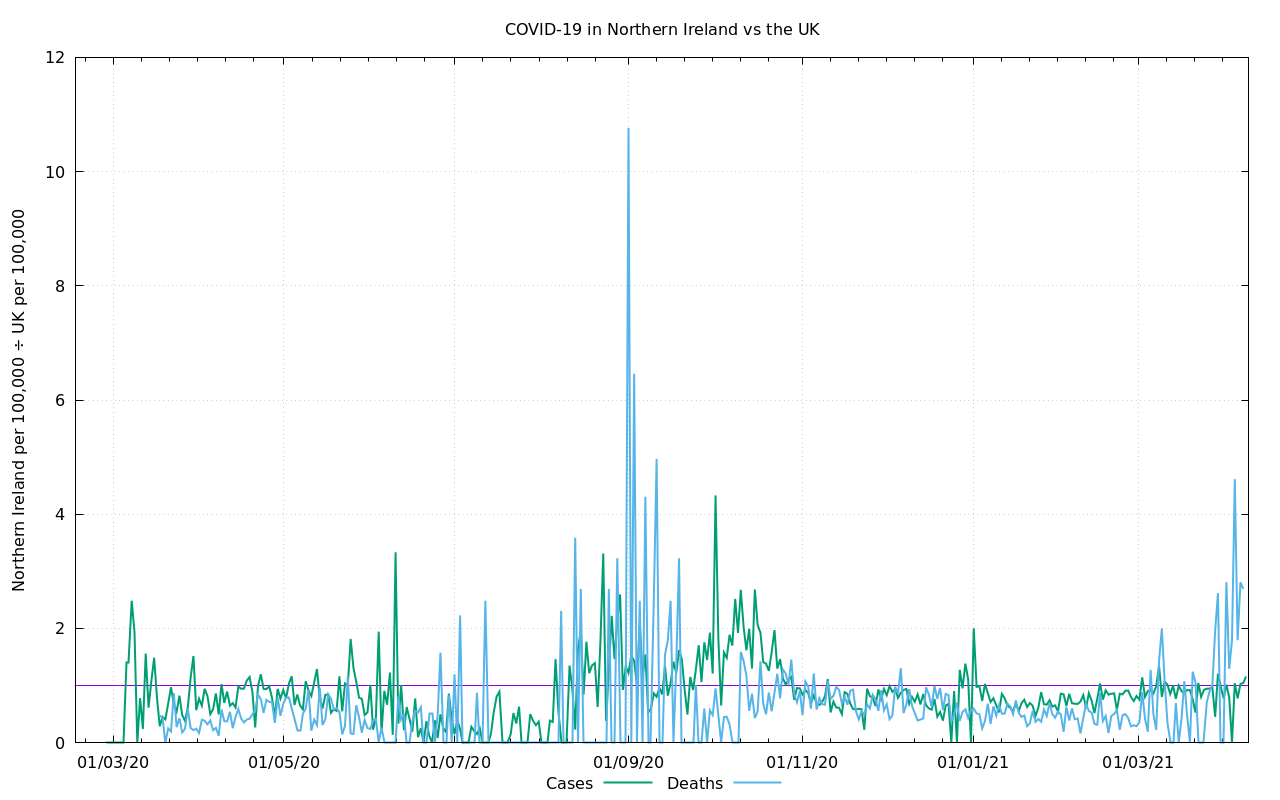 COVID-19 in Northern Ireland vs the UK
Northern Ireland per 100,000 ÷ UK per 100,000
12
10
8
6
4
2
0
01/03/20 01/05/20 01/07/20 01/09/20 01/11/20 01/01/21 01/03/21
Cases Deaths